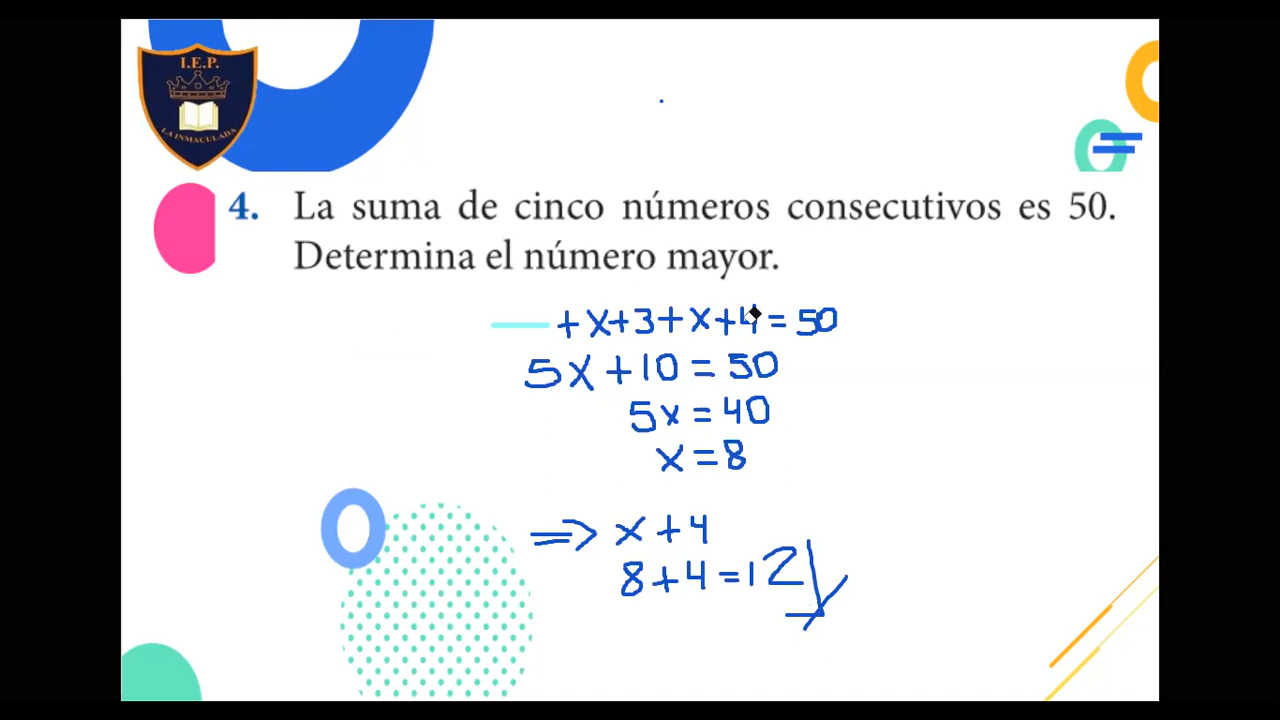 I.E.P.
LA INMACULADA
4. La suma de cinco números consecutivos es 50.
Determina el número mayor.
+ x+3 + x+4 = 50
5x + 10 = 50
5x = 40
x = 8
⇒ x + 4
8 + 4 = 12